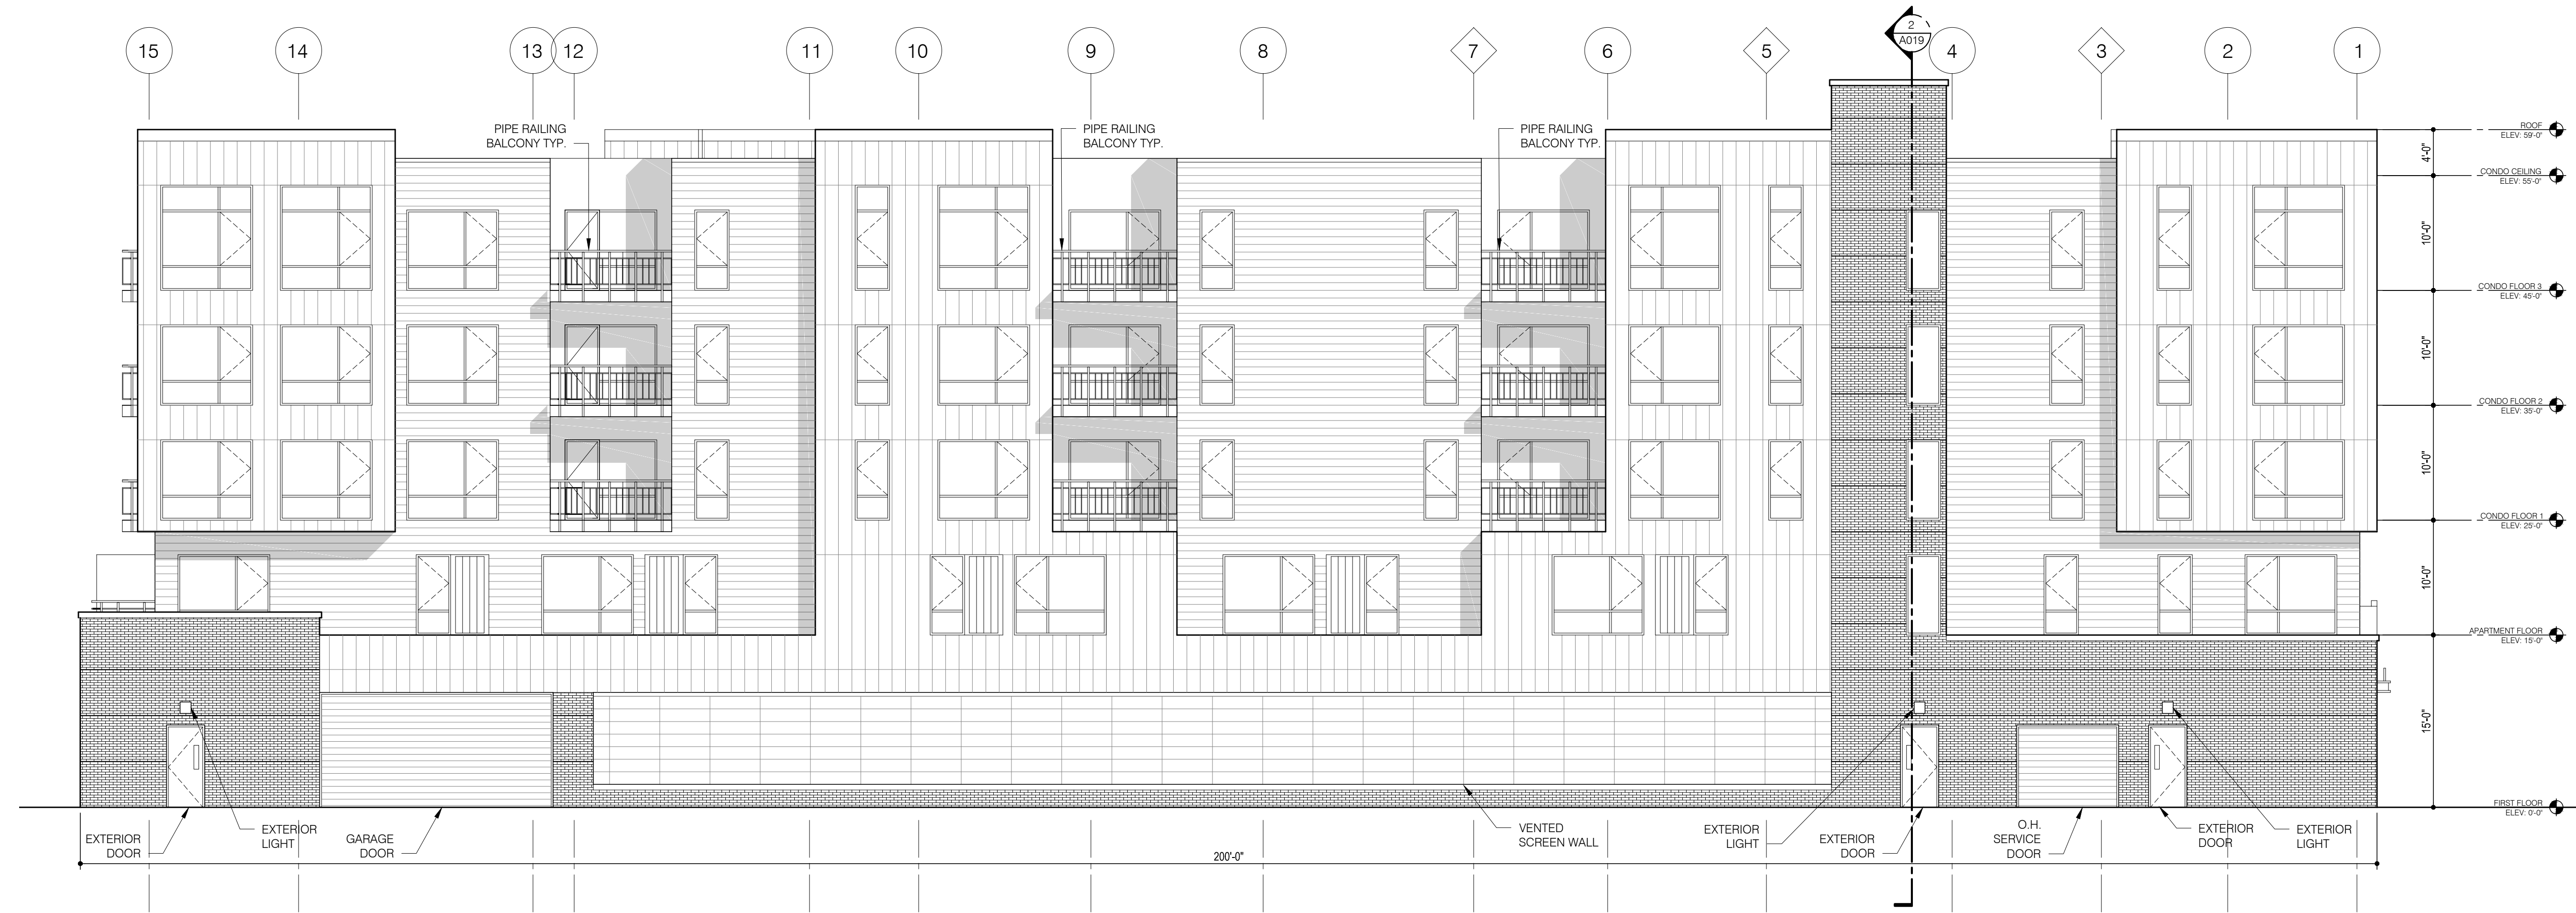 15
14
13
12
11
10
9
8
7
6
5
2
A019
4
3
2
1
PIPE RAILING
BALCONY TYP.
PIPE RAILING
BALCONY TYP.
PIPE RAILING
BALCONY TYP.
ROOF
ELEV: 59'-0"
4'-0"
CONDO CEILING
ELEV: 55'-0"
10'-0"
CONDO FLOOR 3
ELEV: 45'-0"
10'-0"
CONDO FLOOR 2
ELEV: 35'-0"
10'-0"
CONDO FLOOR 1
ELEV: 25'-0"
10'-0"
APARTMENT FLOOR
ELEV: 15'-0"
15'-0"
FIRST FLOOR
ELEV: 0'-0"
EXTERIOR
DOOR
EXTERIOR
LIGHT
GARAGE
DOOR
VENTED
SCREEN WALL
EXTERIOR
LIGHT
EXTERIOR
DOOR
O.H.
SERVICE
DOOR
EXTERIOR
DOOR
EXTERIOR
LIGHT
200'-0"